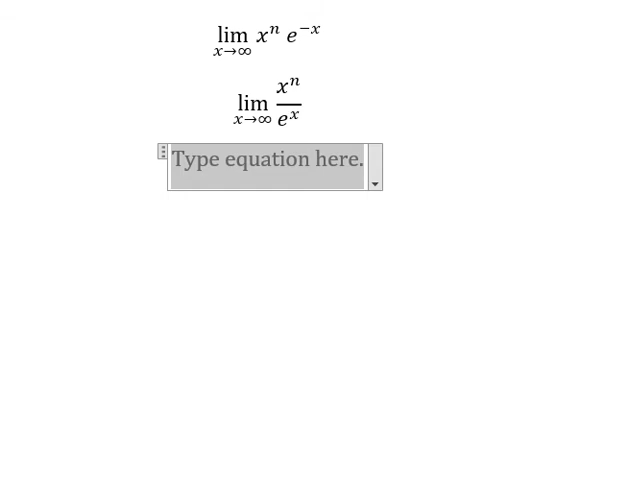 lim x→∞ xⁿ e⁻ˣ
lim x→∞ xⁿ/eˣ
Type equation here.